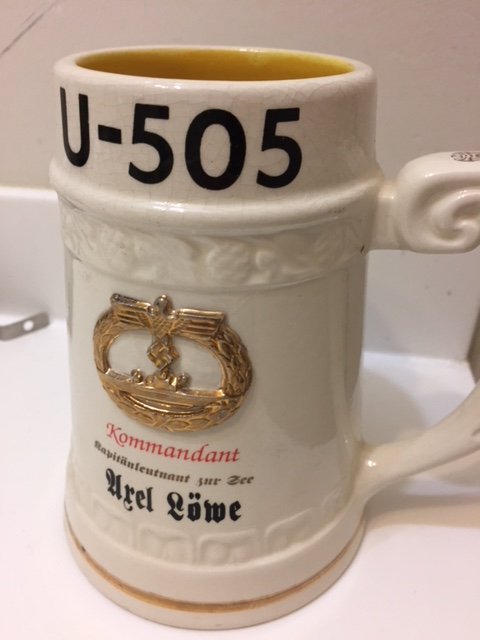 U-505
Kommandant
Kapitänleutnant zur See
Axel Löwe